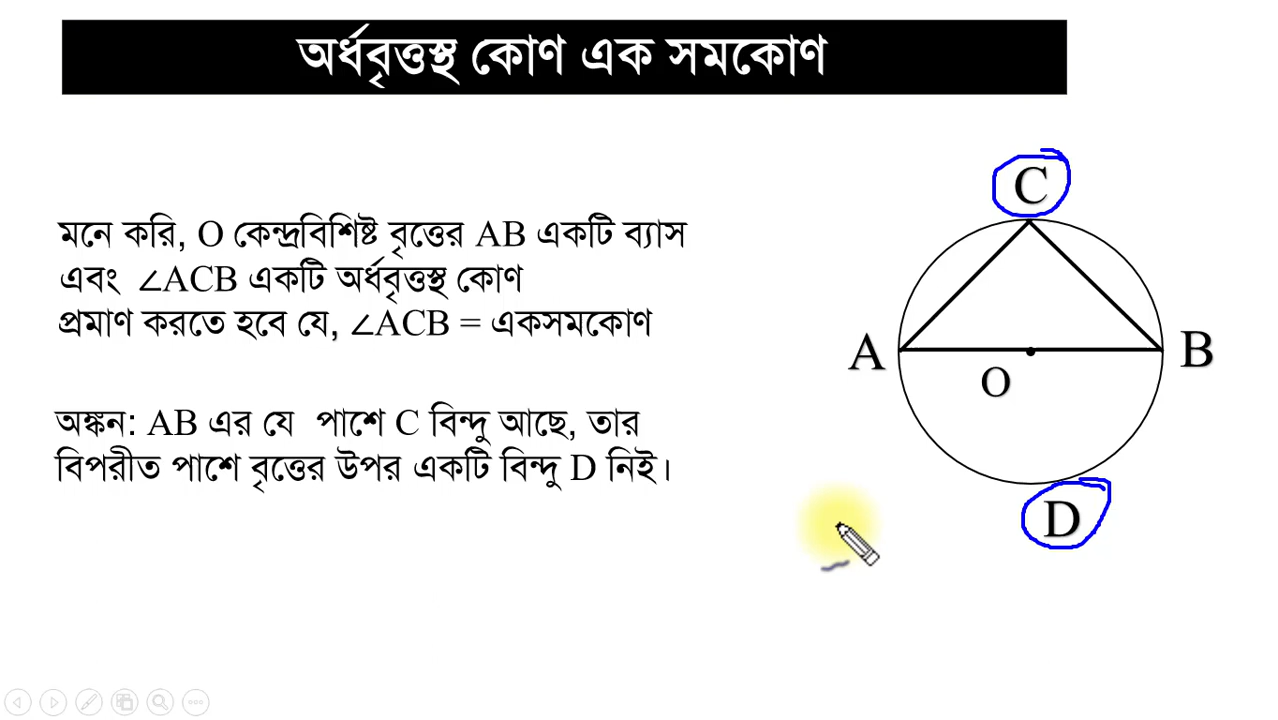 অর্ধবৃত্তস্থ কোণ এক সমকোণ
মনে করি, O কেন্দ্রবিশিষ্ট বৃত্তের AB একটি ব্যাস
এবং ∠ACB একটি অর্ধবৃত্তস্থ কোণ
প্রমাণ করতে হবে যে, ∠ACB = একসমকোণ
অঙ্কন: AB এর যে পাশে C বিন্দু আছে, তার
বিপরীত পাশে বৃত্তের উপর একটি বিন্দু D নিই।
C
A
B
O
D